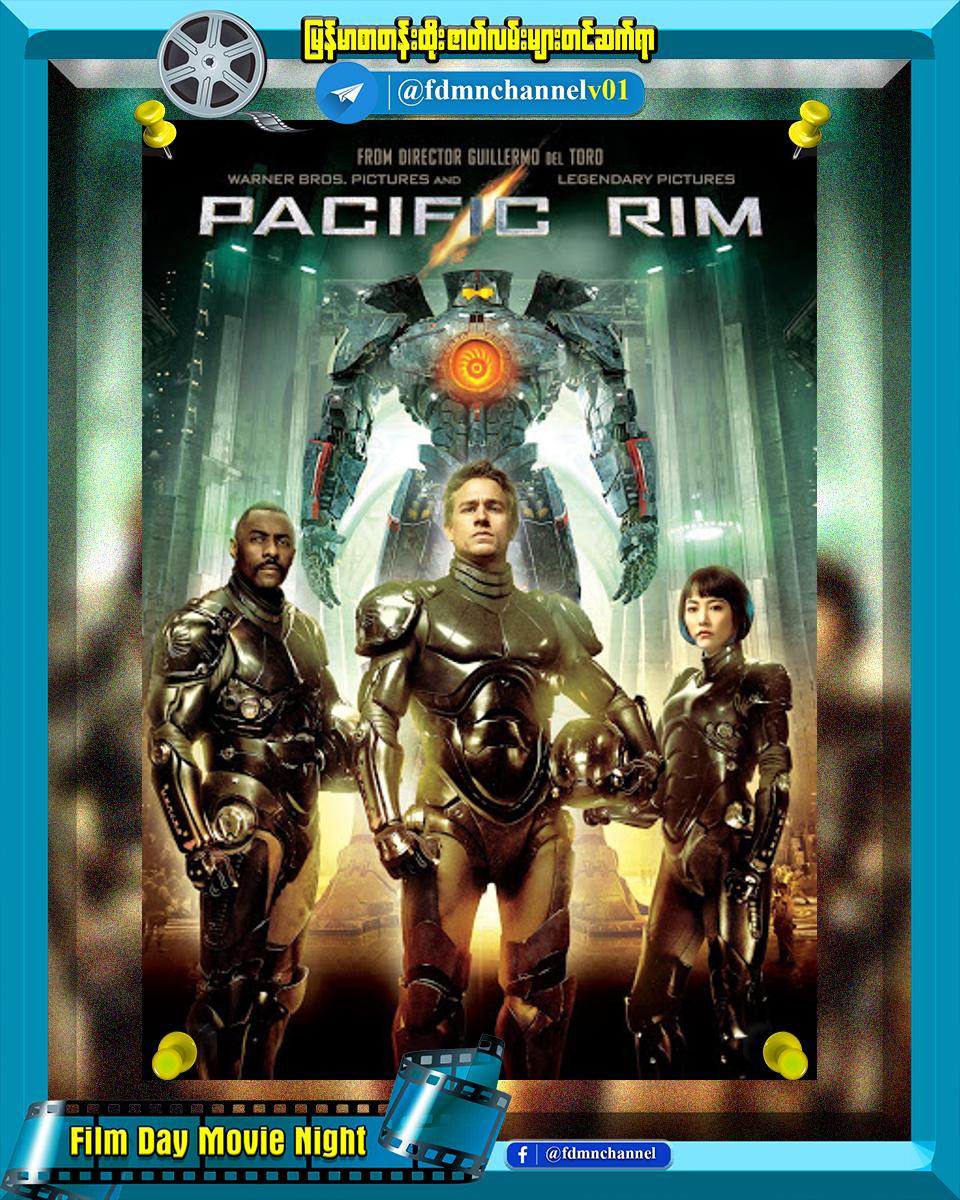 မြန်မာစာတန်းထိုးဇာတ်လမ်းများတင်ဆက်ရာ
@fdmnchannelv01
FROM DIRECTOR GUILLERMO DEL TORO
WARNER BROS. PICTURES AND LEGENDARY PICTURES
PACIFIC RIM
Film Day Movie Night
f @fdmnchannel